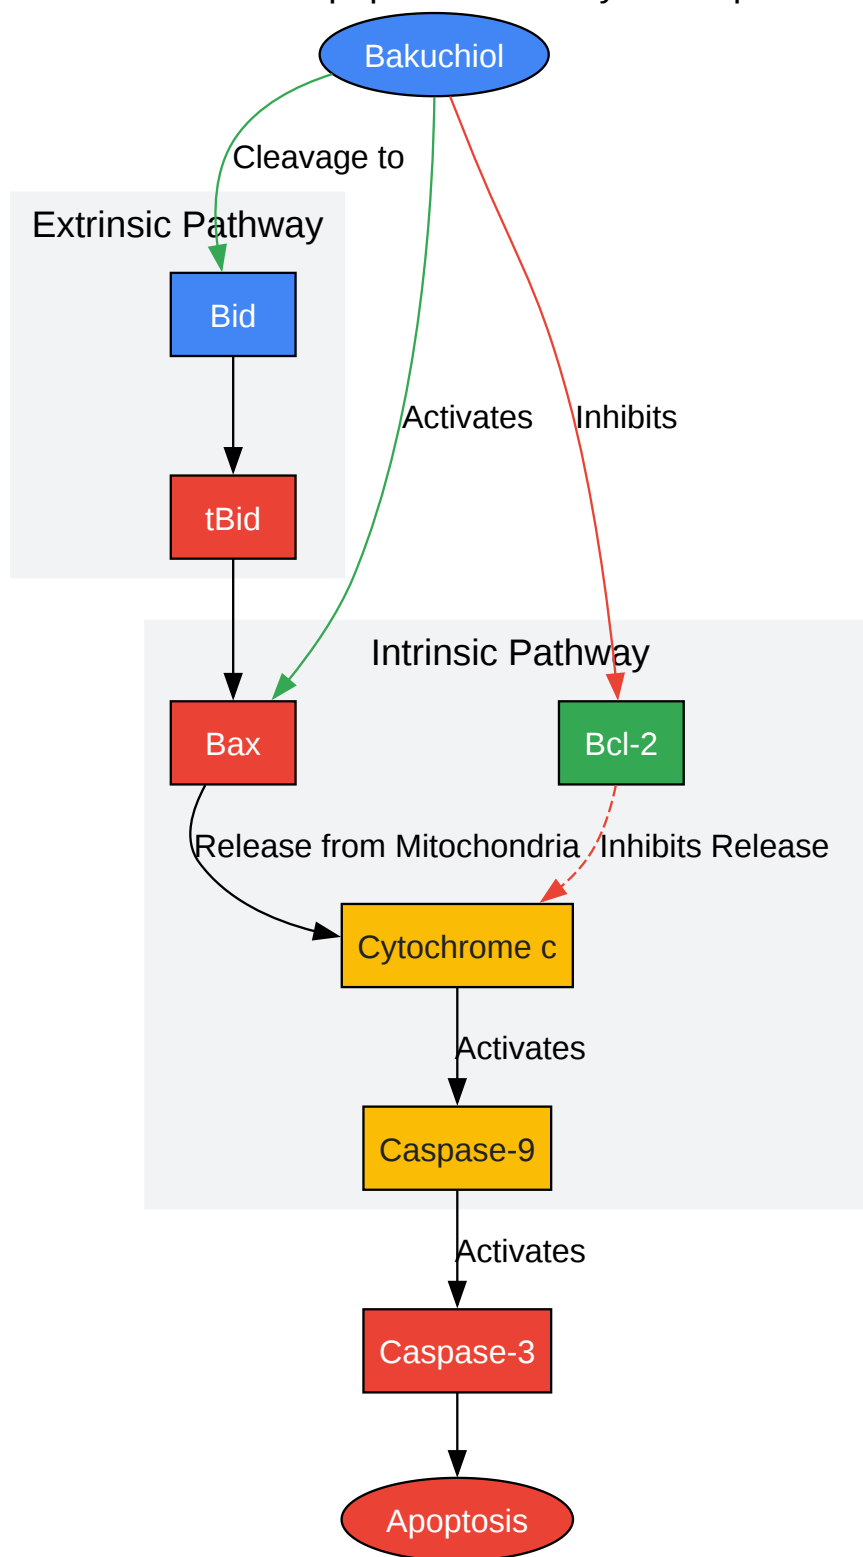 Bakuchiol
Cleavage to
Extrinsic Pathway
Bid
Activates
Inhibits
tBid
Intrinsic Pathway
Bax
Bcl-2
Release from Mitochondria
Inhibits Release
Cytochrome c
Activates
Caspase-9
Activates
Caspase-3
Apoptosis